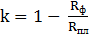 k = 1 − Rф/Rпл